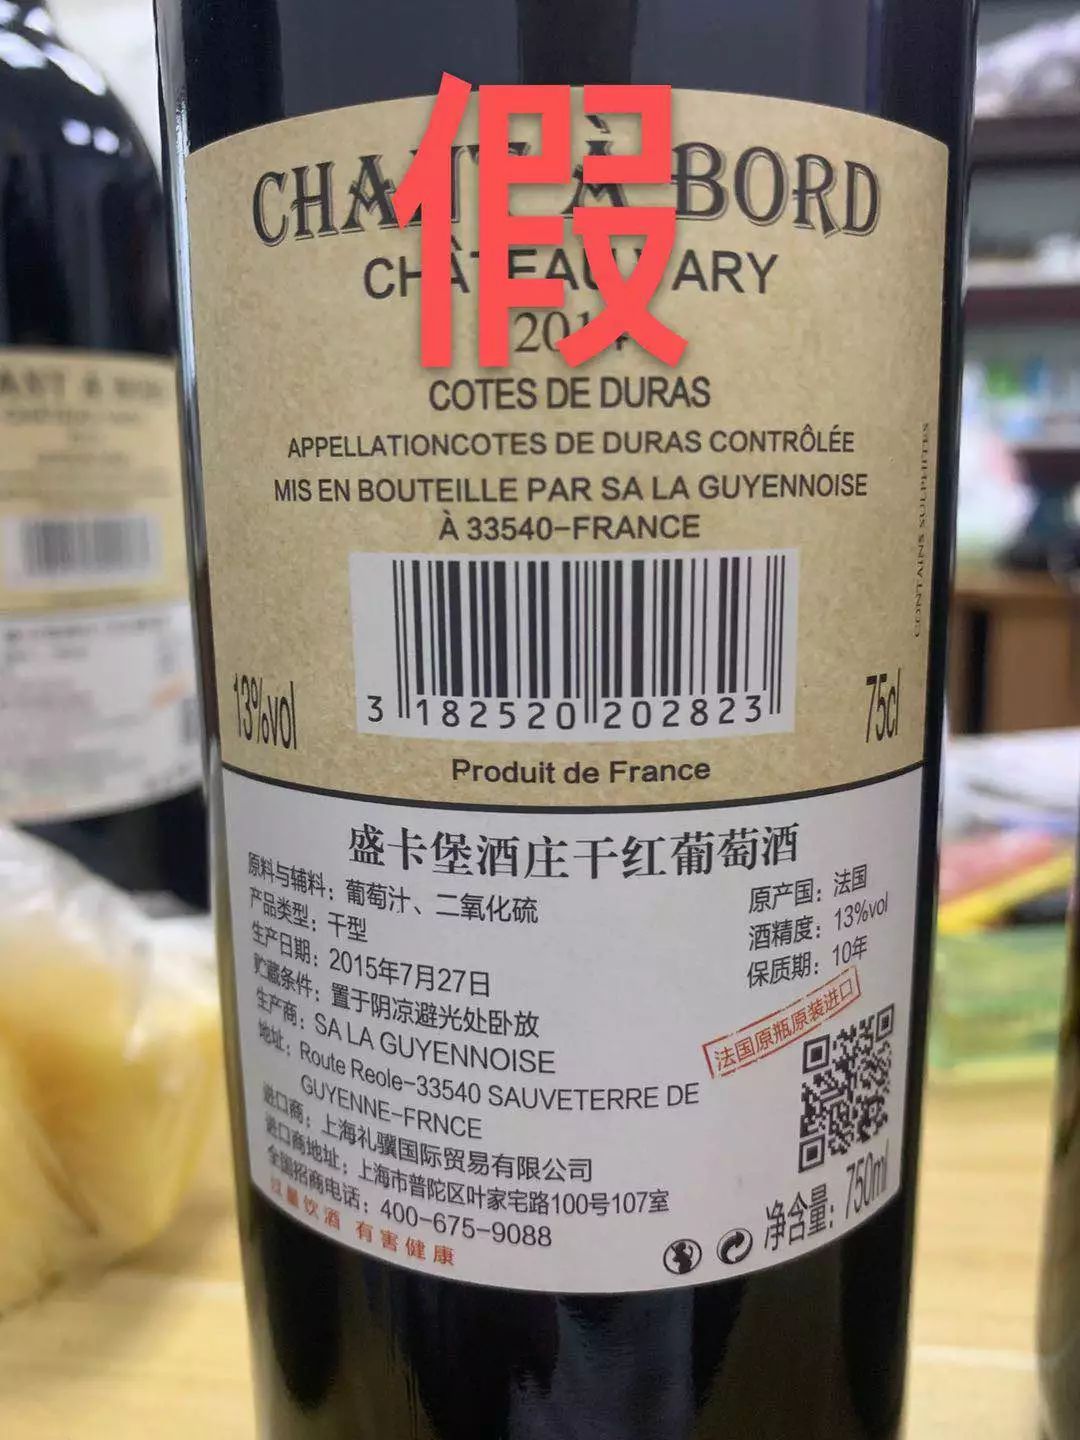 假
CHANT À BORD
CHÂTEAU VARY
2014
COTES DE DURAS
APPELLATIONCOTES DE DURAS CONTRÔLÉE
MIS EN BOUTEILLE PAR SA LA GUYENNOISE
À 33540-FRANCE
CONTAINS SULPHITES
3 182520 202823
13%vol
75cl
Produit de France
盛卡堡酒庄干红葡萄酒
原料与辅料：葡萄汁、二氧化硫
产品类型：干型
生产日期：2015年7月27日
贮藏条件：置于阴凉避光处卧放
生产商：SA LA GUYENNOISE
地址：Route Reole-33540 SAUVETERRE DE
GUYENNE-FRNCE
进口商：上海礼骥国际贸易有限公司
进口商地址：上海市普陀区叶家宅路100号107室
全国招商电话：400-675-9088
过量饮酒 有害健康
原产国：法国
酒精度：13%vol
保质期：10年
法国原瓶原装进口
净含量：750ml